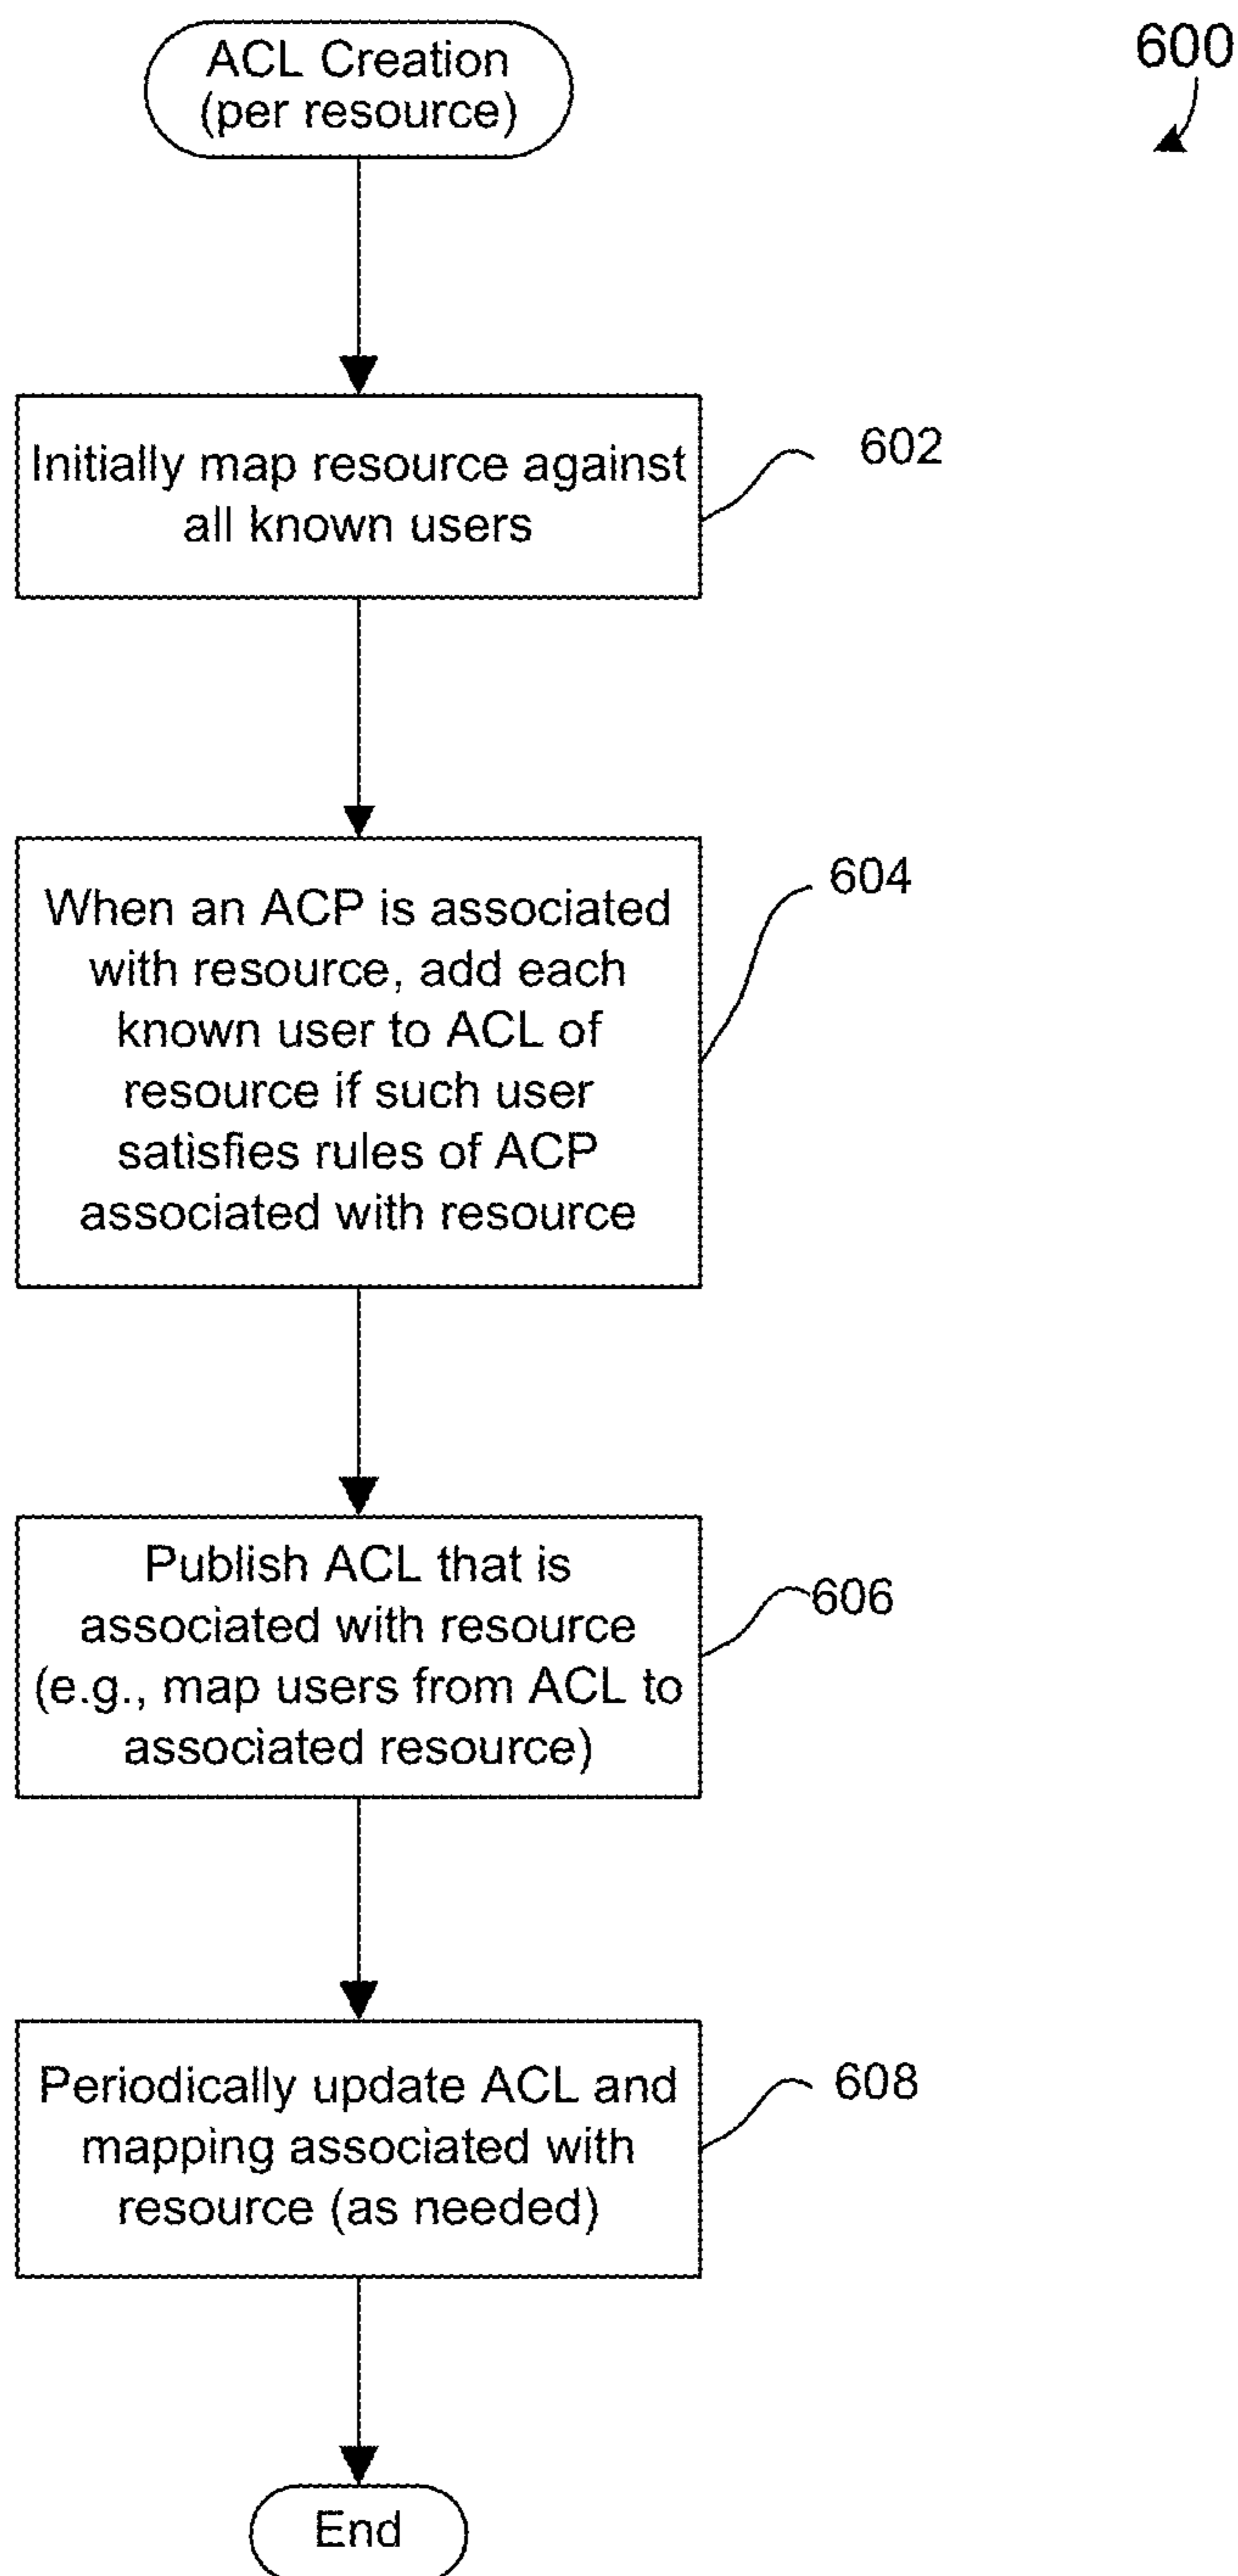 ACL Creation
(per resource)
600
Initially map resource against
all known users
602
When an ACP is associated
with resource, add each
known user to ACL of
resource if such user
satisfies rules of ACP
associated with resource
604
Publish ACL that is
associated with resource
(e.g., map users from ACL to
associated resource)
606
Periodically update ACL and
mapping associated with
resource (as needed)
608
End